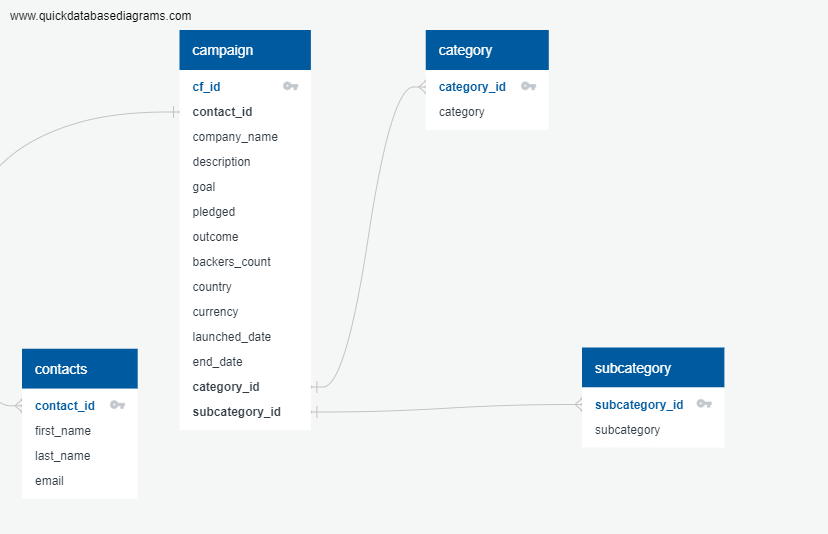 www.quickdatabasediagrams.com
campaign
cf_id
contact_id
company_name
description
goal
pledged
outcome
backers_count
country
currency
launched_date
end_date
category_id
subcategory_id
category
category_id
category
contacts
contact_id
first_name
last_name
email
subcategory
subcategory_id
subcategory